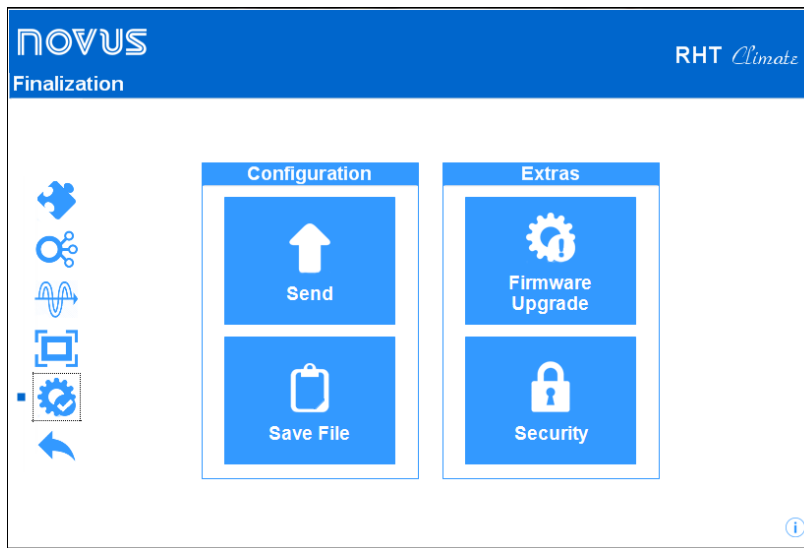 NOVUS
RHT Climate
Finalization
Configuration
Extras
Send
Firmware
Upgrade
Save File
Security
i